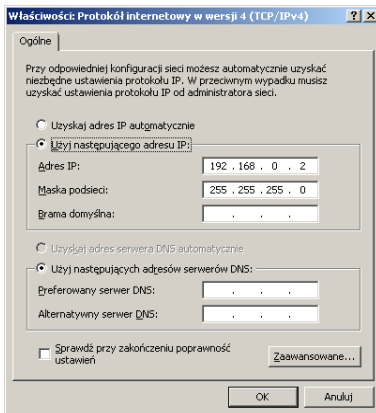 Właściwości: Protokół internetowy w wersji 4 (TCP/IPv4)
Ogólne
Przy odpowiedniej konfiguracji sieci możesz automatycznie uzyskać
niezbędne ustawienia protokołu IP. W przeciwnym wypadku musisz
uzyskać ustawienia protokołu IP od administratora sieci.
Uzyskaj adres IP automatycznie
Użyj następującego adresu IP:
Adres IP: 192 . 168 . 0 . 2
Maska podsieci: 255 . 255 . 255 . 0
Brama domyślna: . . .
Uzyskaj adres serwera DNS automatycznie
Użyj następujących adresów serwerów DNS:
Preferowany serwer DNS: . . .
Alternatywny serwer DNS: . . .
Sprawdź przy zakończeniu poprawność
ustawień
Zaawansowane...
OK Anuluj